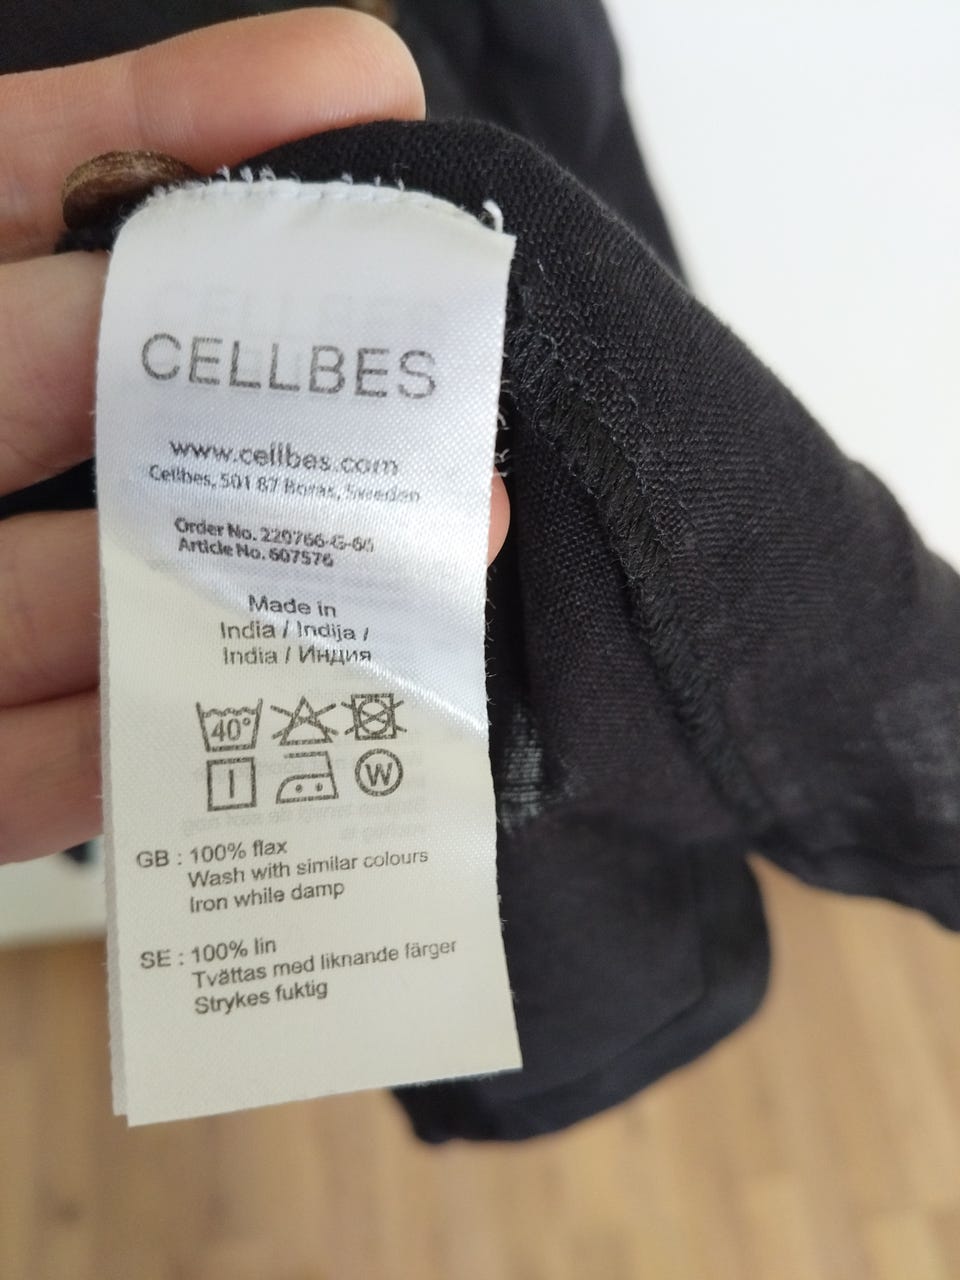 CELLBES
www.cellbes.com
Cellbes, 501 87 Boras, Sweden
Order No. 220766-G-66
Article No. 607576
Made in
India / Indija /
India / Индия
40°
W
GB : 100% flax
Wash with similar colours
Iron while damp
SE : 100% lin
Tvättas med liknande färger
Strykes fuktig